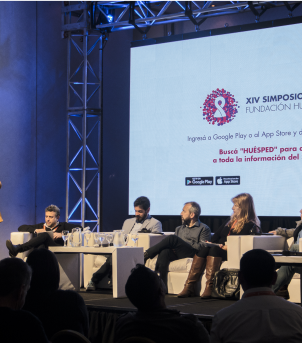 XIV SIMPOSIO
FUNDACIÓN HU
Ingresá a Google Play o al App Store y
Buscá "HUÉSPED" para
a toda la información del
Google Play
App Store